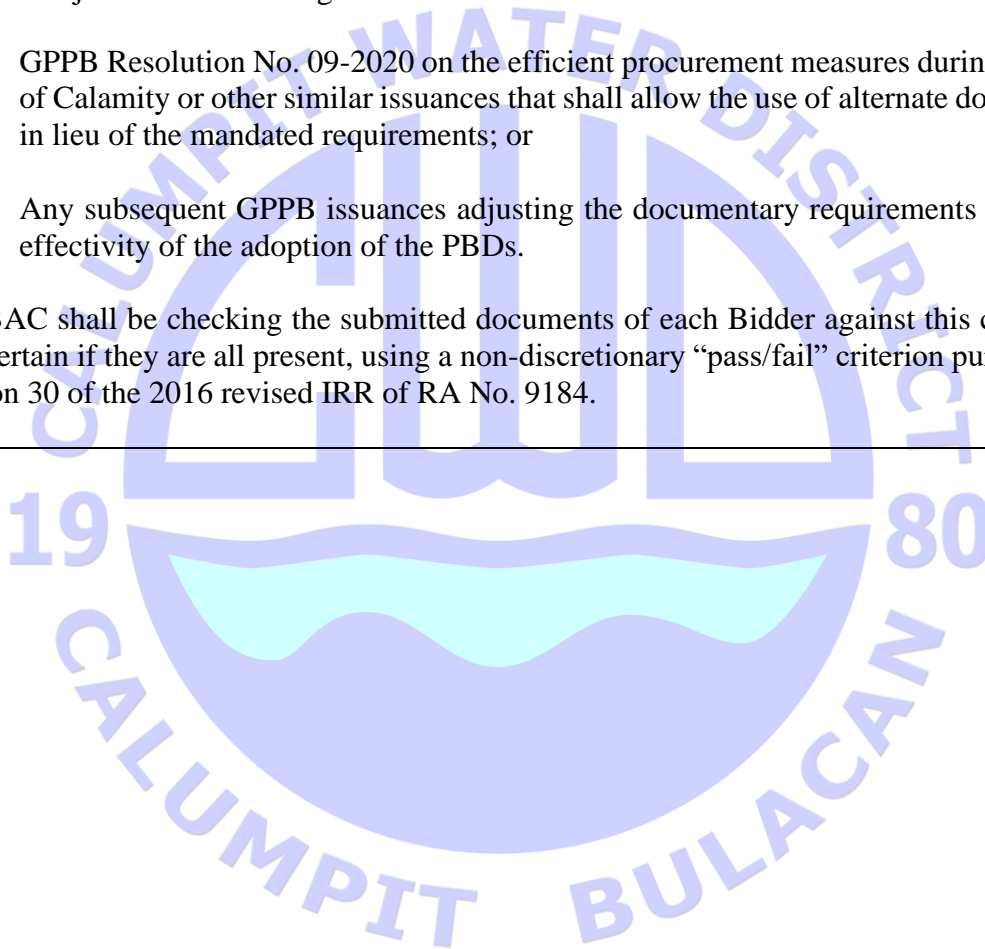 GPPB Resolution No. 09-2020 on the efficient procurement measures durin
of Calamity or other similar issuances that shall allow the use of alternate do
in lieu of the mandated requirements; or
Any subsequent GPPB issuances adjusting the documentary requirements
effectivity of the adoption of the PBDs.
BAC shall be checking the submitted documents of each Bidder against this c
ertain if they are all present, using a non-discretionary “pass/fail” criterion pu
on 30 of the 2016 revised IRR of RA No. 9184.
CALUMPIT WATER DISTRICT
19 80
CALUMPIT BULACAN